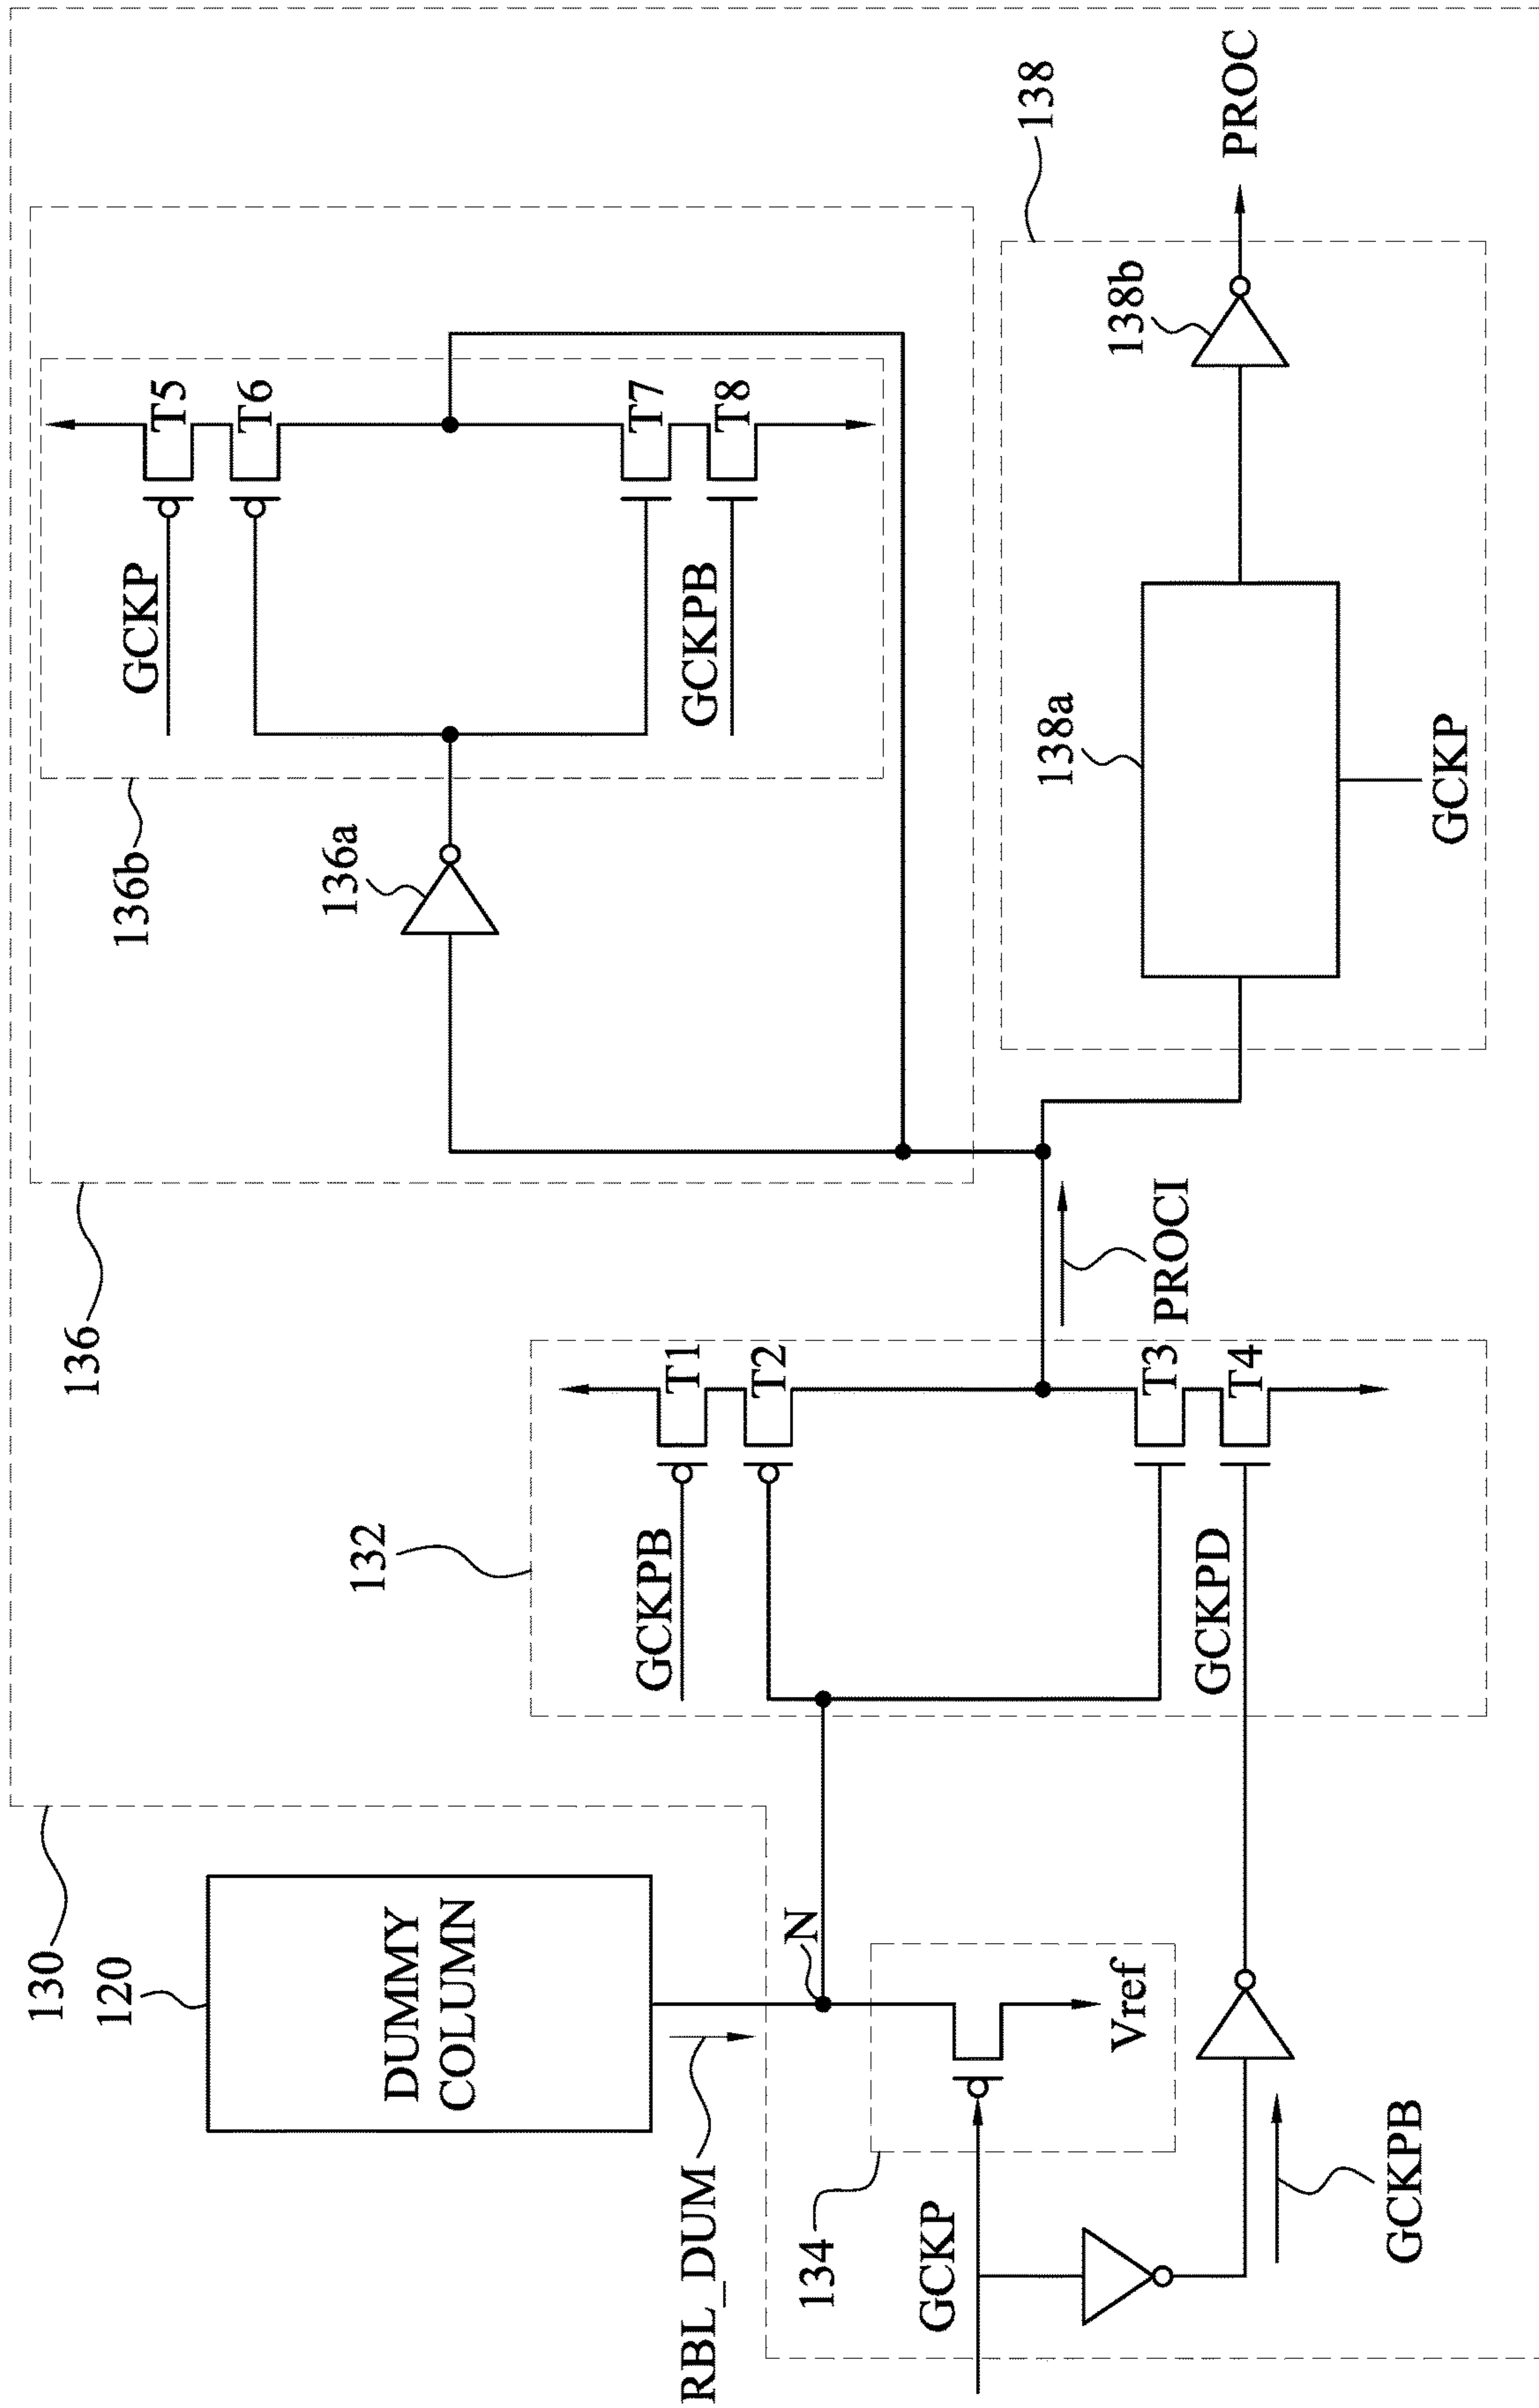 130
120
DUMMY
COLUMN
RBL_DUM
N
134
Vref
GCKP
GCKPB
132
GCKPB
T1
T2
T3
T4
GCKPD
PROCI
136
136b
136a
GCKP
T5
T6
T7
T8
GCKPB
138
138a
138b
GCKP
PROC